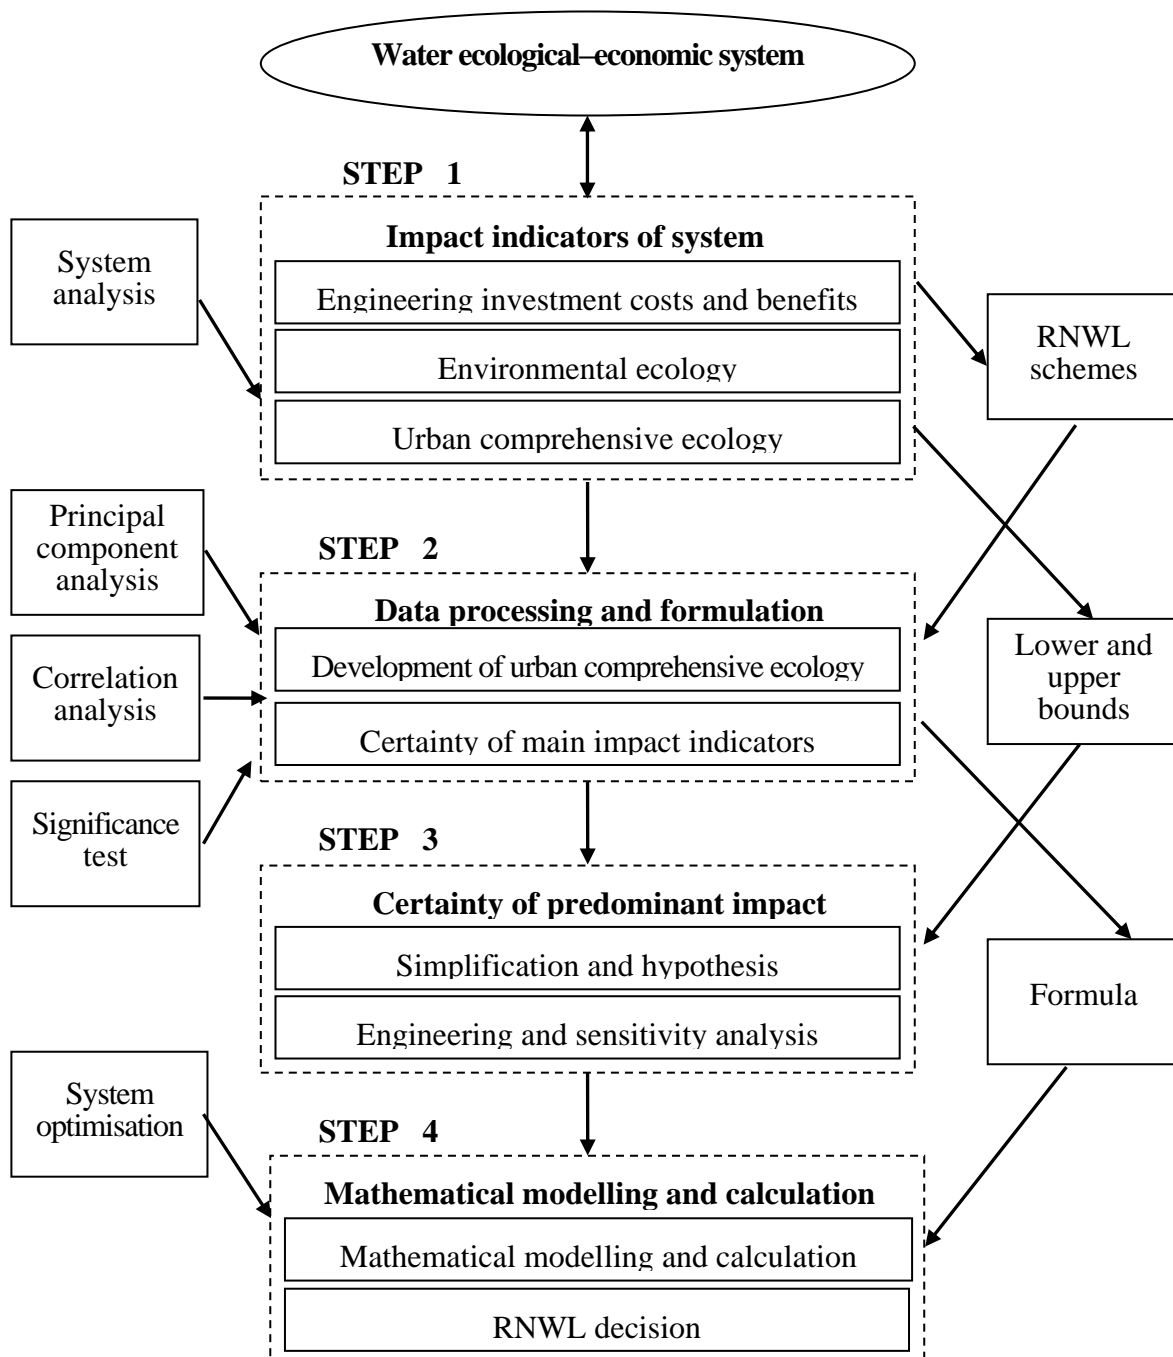 Water ecological–economic system
STEP 1
Impact indicators of system
Engineering investment costs and benefits
Environmental ecology
Urban comprehensive ecology
System
analysis
RNWL
schemes
Principal
component
analysis
STEP 2
Data processing and formulation
Development of urban comprehensive ecology
Certainty of main impact indicators
Correlation
analysis
Significance
test
Lower and
upper
bounds
STEP 3
Certainty of predominant impact
Simplification and hypothesis
Engineering and sensitivity analysis
Formula
System
optimisation
STEP 4
Mathematical modelling and calculation
Mathematical modelling and calculation
RNWL decision